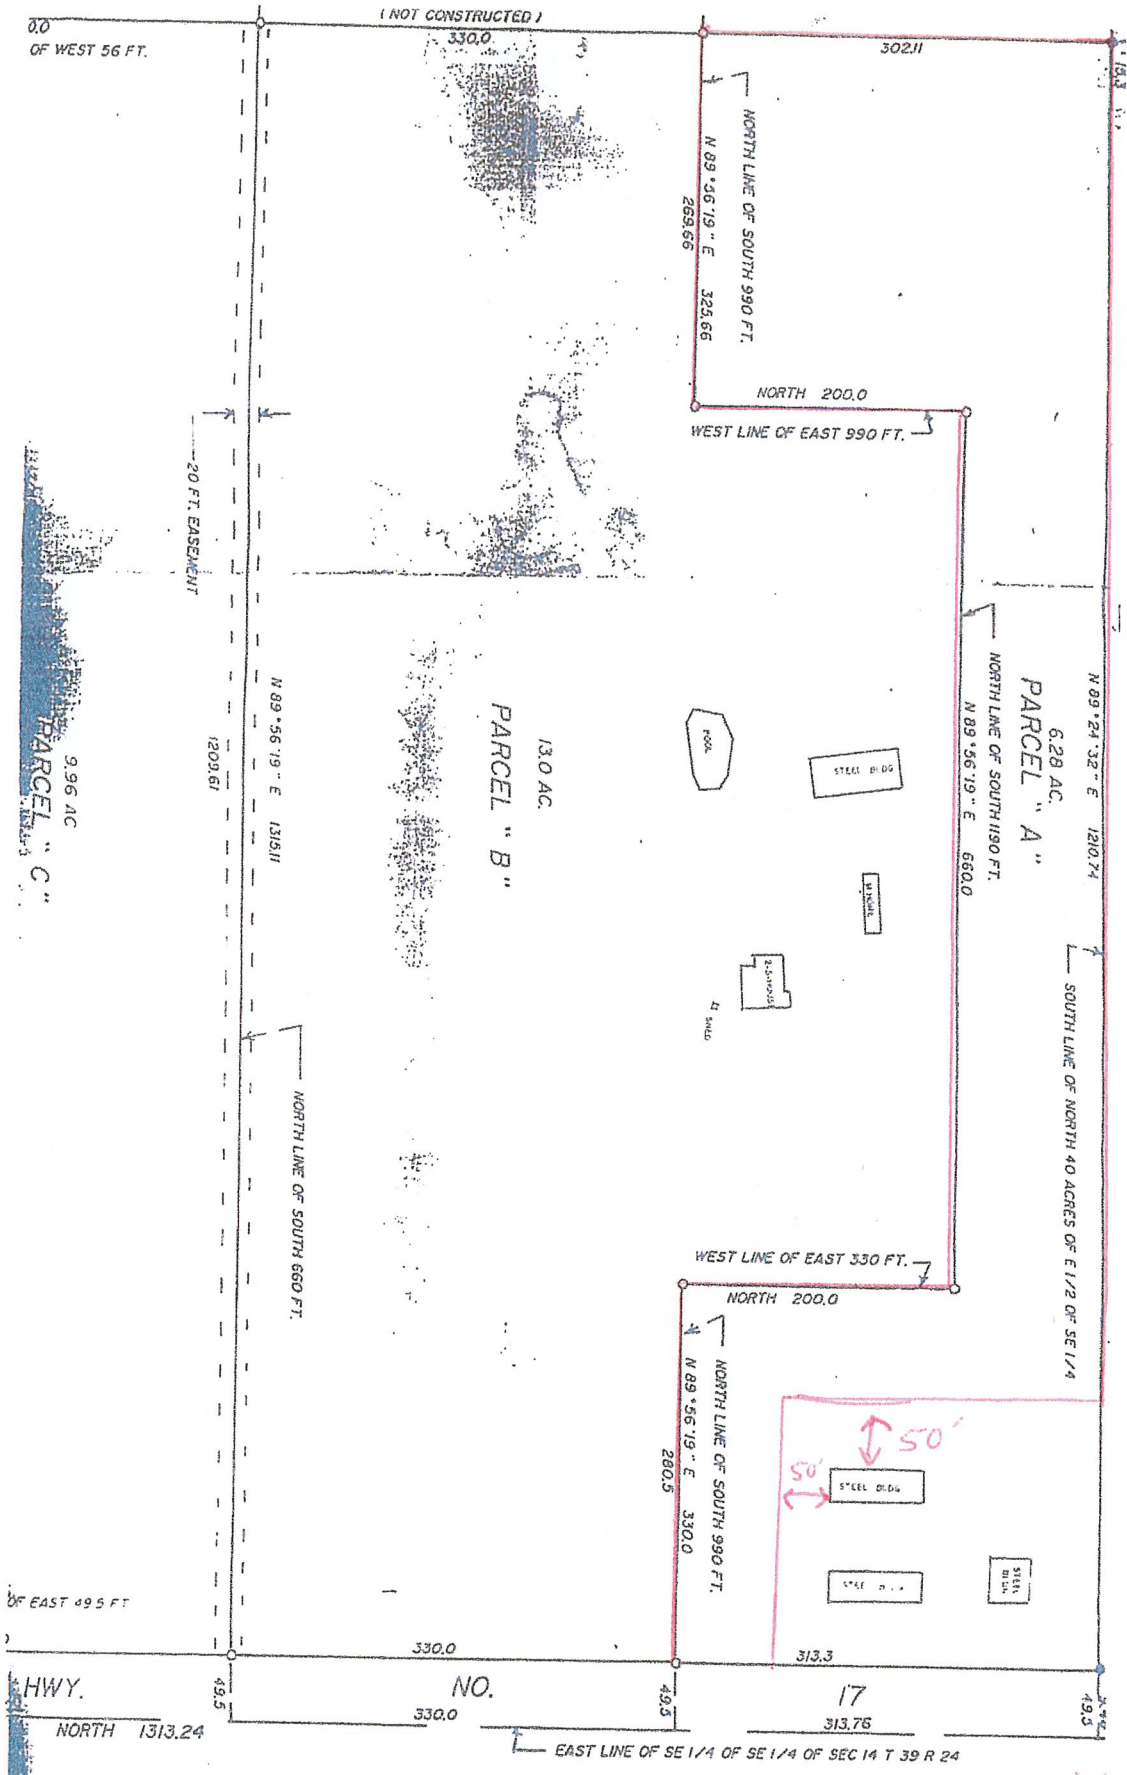 ( NOT CONSTRUCTED )
0.0
OF WEST 56 FT.
330.0
302.11
15.3
NORTH LINE OF SOUTH 990 FT.
N 89 °56 '19 " E 325.66
269.66
NORTH 200.0
WEST LINE OF EAST 990 FT.
20 FT. EASEMENT
N 89 °24 '32 " E 1210.74
PARCEL " A "
6.28 AC.
NORTH LINE OF SOUTH 1190 FT.
N 89 °56 '19 " E 660.0
SOUTH LINE OF NORTH 40 ACRES OF E 1/2 OF SE 1/4
POOL
STEEL BLDG
2-S-HOUSE
SHED
13.0 AC.
PARCEL " B "
N 89 °56 '19 " E 1315.11
1209.61
9.96 AC
PARCEL " C "
NORTH LINE OF SOUTH 660 FT.
WEST LINE OF EAST 330 FT.
NORTH 200.0
NORTH LINE OF SOUTH 990 FT.
N 89 °56 '19 " E 330.0
280.5
50'
50'
STEEL BLDG
STEEL BLDG
OF EAST 49.5 FT
330.0
313.3
HWY. NO. 17
49.5
49.5
49.5
NORTH 1313.24
330.0
313.76
EAST LINE OF SE 1/4 OF SE 1/4 OF SEC 14 T 39 R 24